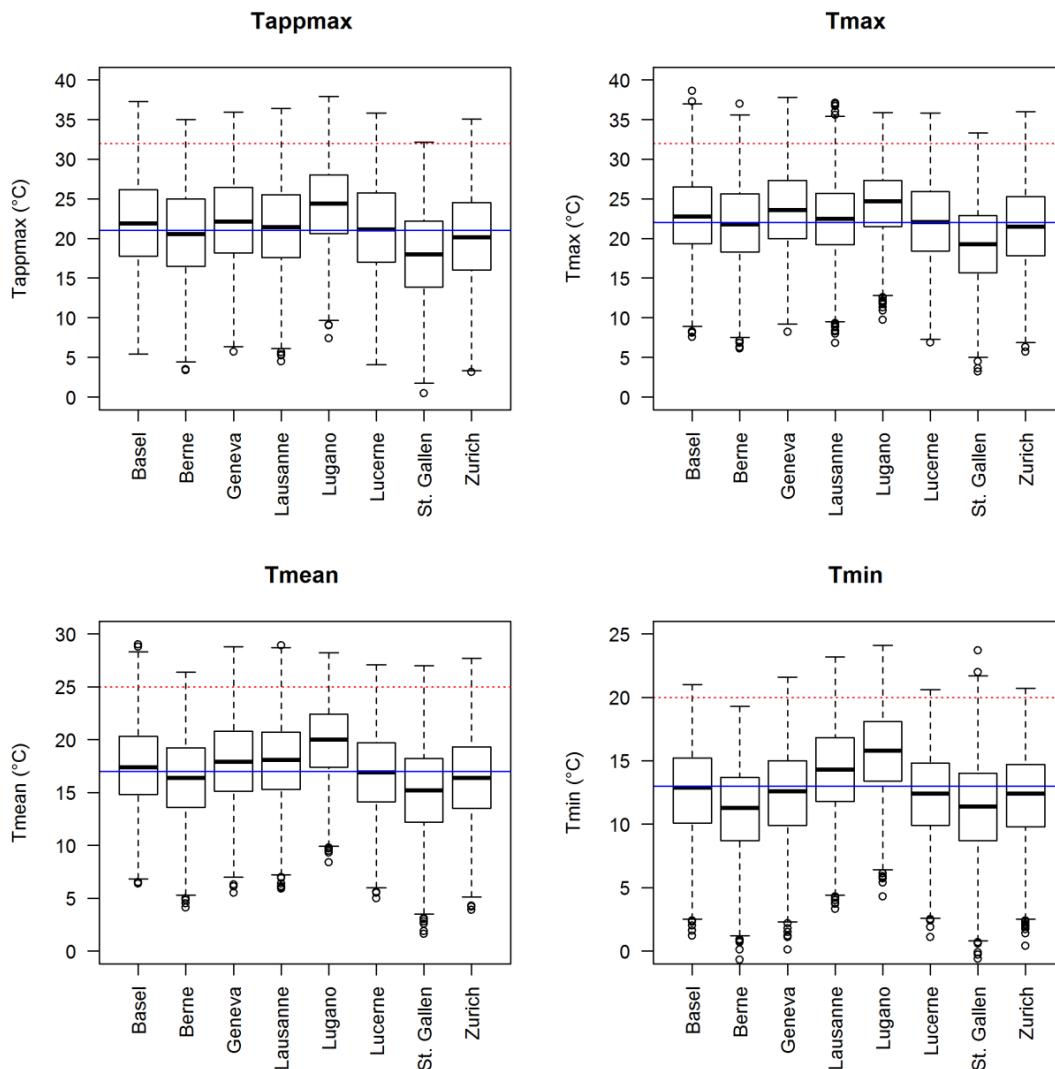 Tappmax
Tappmax (°C)
40
35
30
25
20
15
10
5
0
Basel
Berne
Geneva
Lausanne
Lugano
Lucerne
St. Gallen
Zurich
Tmax
Tmax (°C)
40
35
30
25
20
15
10
5
0
Basel
Berne
Geneva
Lausanne
Lugano
Lucerne
St. Gallen
Zurich
Tmean
Tmean (°C)
30
25
20
15
10
5
0
Basel
Berne
Geneva
Lausanne
Lugano
Lucerne
St. Gallen
Zurich
Tmin
Tmin (°C)
25
20
15
10
5
0
Basel
Berne
Geneva
Lausanne
Lugano
Lucerne
St. Gallen
Zurich